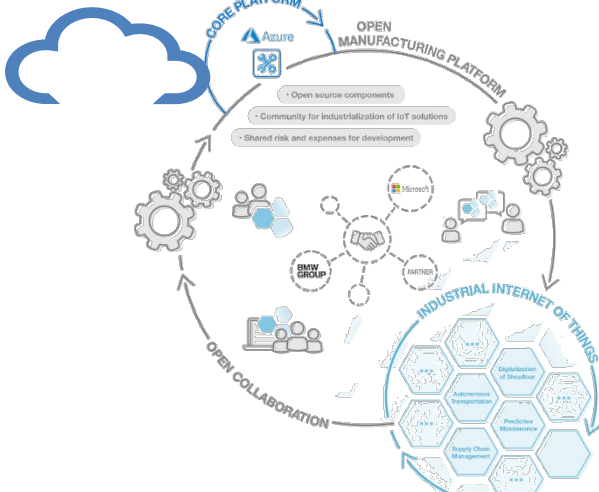 CORE PLATFORM
Azure
OPEN
MANUFACTURING PLATFORM
• Open source components
• Community for industrialization of IoT solutions
• Shared risk and expenses for development
Microsoft
BMW
GROUP
PARTNER
OPEN COLLABORATION
INDUSTRIAL INTERNET OF THINGS
Digitalization
of Shopfloor
Autonomous
Transportation
Predictive
Maintenance
Supply Chain
Management